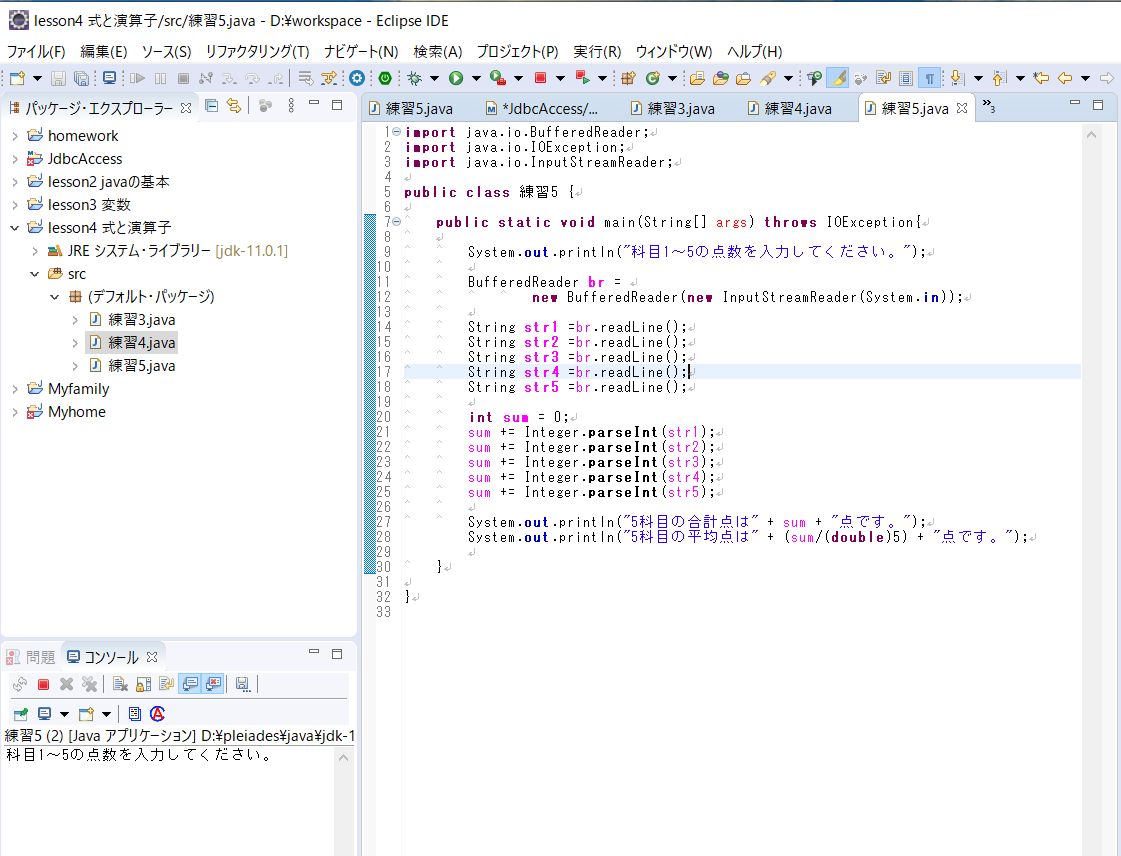 lesson4 式と演算子/src/練習5.java - D:¥workspace - Eclipse IDE
ファイル(F) 編集(E) ソース(S) リファクタリング(T) ナビゲート(N) 検索(A) プロジェクト(P) 実行(R) ウィンドウ(W) ヘルプ(H)
パッケージ・エクスプローラー
homework
JdbcAccess
lesson2 javaの基本
lesson3 変数
lesson4 式と演算子
JRE システム・ライブラリー [jdk-11.0.1]
src
(デフォルト・パッケージ)
練習3.java
練習4.java
練習5.java
Myfamily
Myhome
練習5.java *JdbcAccess/... 練習3.java 練習4.java 練習5.java »3
1 import java.io.BufferedReader;
2 import java.io.IOException;
3 import java.io.InputStreamReader;
4
5 public class 練習5 {
6
7 public static void main(String[] args) throws IOException{
8
9 System.out.println("科目1～5の点数を入力してください。");
10
11 BufferedReader br =
12 new BufferedReader(new InputStreamReader(System.in));
13
14 String str1 =br.readLine();
15 String str2 =br.readLine();
16 String str3 =br.readLine();
17 String str4 =br.readLine();
18 String str5 =br.readLine();
19
20 int sum = 0;
21 sum += Integer.parseInt(str1);
22 sum += Integer.parseInt(str2);
23 sum += Integer.parseInt(str3);
24 sum += Integer.parseInt(str4);
25 sum += Integer.parseInt(str5);
26
27 System.out.println("5科目の合計点は" + sum + "点です。");
28 System.out.println("5科目の平均点は" + (sum/(double)5) + "点です。");
29
30 }
31
32 }
33
問題 コンソール
練習5 (2) [Java アプリケーション] D:¥pleiades¥java¥jdk-1
科目1～5の点数を入力してください。